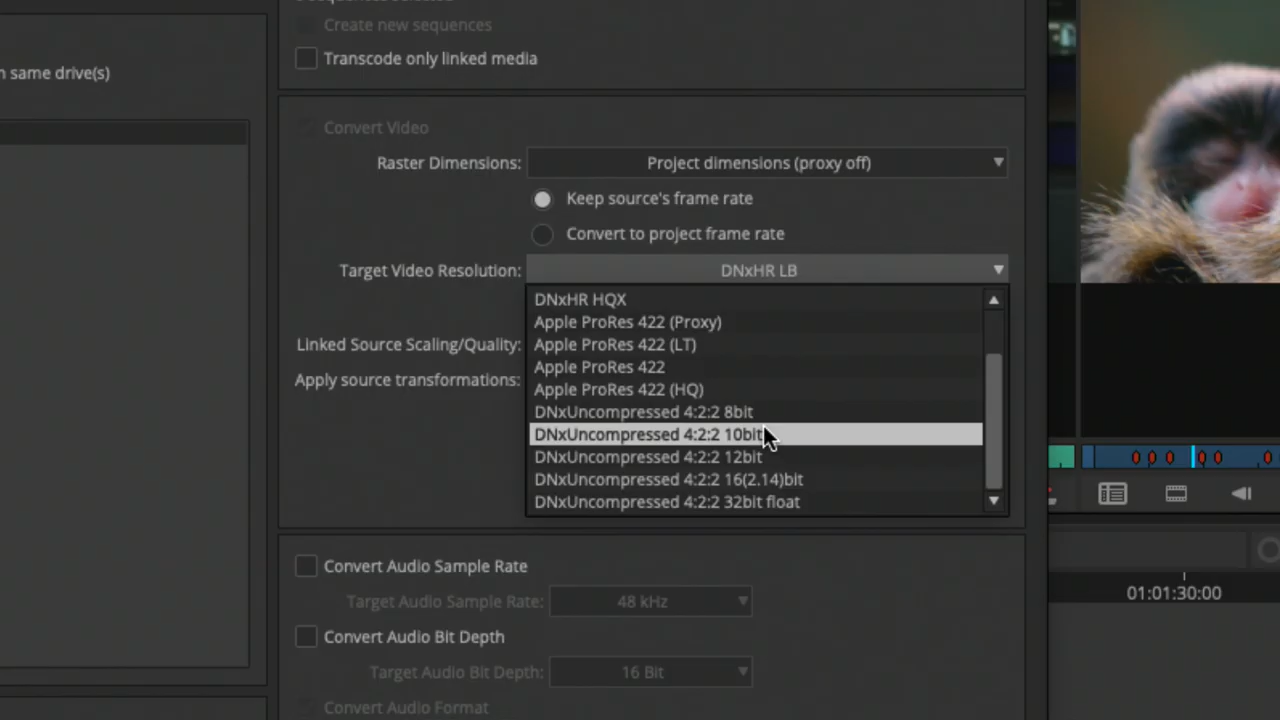 Create new sequences
Transcode only linked media
same drive(s)
Convert Video
Raster Dimensions: Project dimensions (proxy off)
Keep source's frame rate
Convert to project frame rate
Target Video Resolution: DNxHR LB
DNxHR HQX
Apple ProRes 422 (Proxy)
Linked Source Scaling/Quality: Apple ProRes 422 (LT)
Apple ProRes 422
Apply source transformations: Apple ProRes 422 (HQ)
DNxUncompressed 4:2:2 8bit
DNxUncompressed 4:2:2 10bit
DNxUncompressed 4:2:2 12bit
DNxUncompressed 4:2:2 16(2.14)bit
DNxUncompressed 4:2:2 32bit float
Convert Audio Sample Rate
Target Audio Sample Rate: 48 kHz
Convert Audio Bit Depth
Target Audio Bit Depth: 16 Bit
Convert Audio Format
01:01:30:00